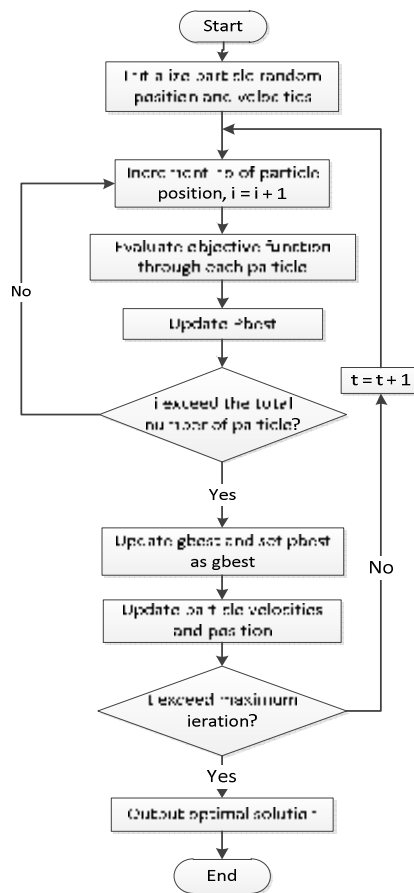 Start
Initialize particle random
position and velocities
Increment no of particle
position, i = i + 1
Evaluate objective function
through each particle
No
Update Pbest
t = t + 1
i exceed the total
number of particle?
Yes
Update gbest and set pbest
as gbest
No
Update particle velocities
and position
t exceed maximum
ieration?
Yes
Output optimal solution
End